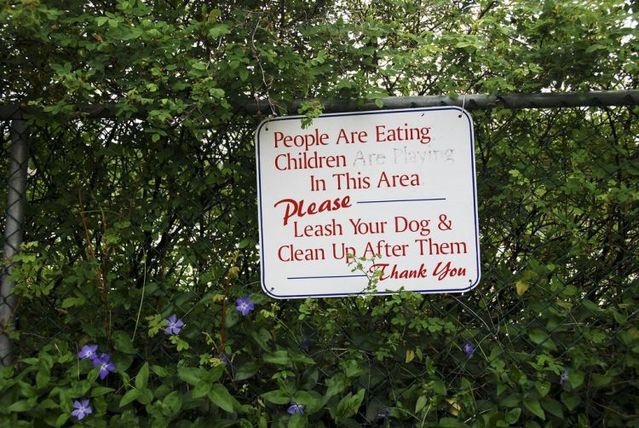 People Are Eating
Children Are Playing
In This Area
Please
Leash Your Dog &
Clean Up After Them
Thank You